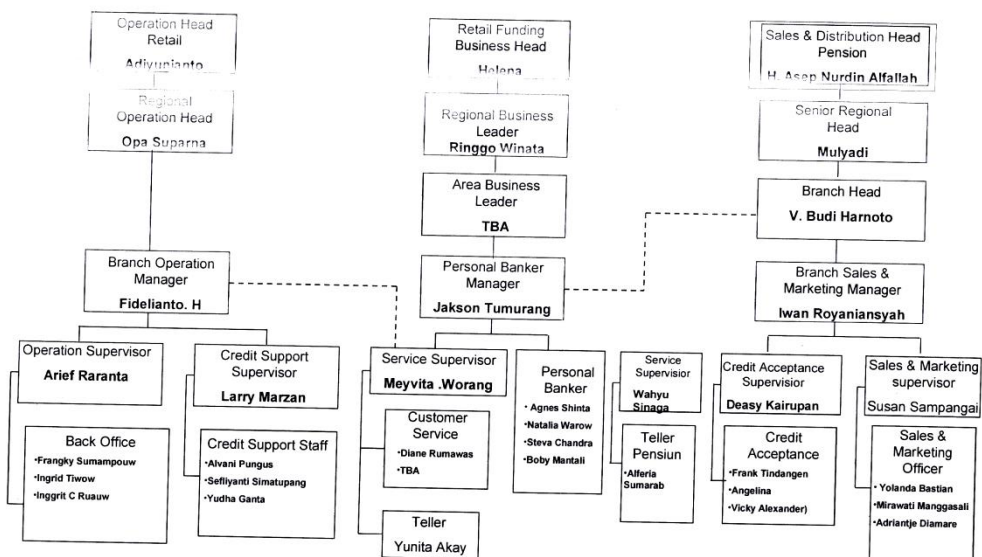 Operation Head
Retail
Adiyunianto
Regional
Operation Head
Opa Suparna
Branch Operation
Manager
Fidelianto. H
Operation Supervisor
Arief Raranta
Back Office
•Frangky Sumampouw
•Ingrid Tiwow
•Inggrit C Ruauw
Credit Support
Supervisor
Larry Marzan
Credit Support Staff
•Alvani Pungus
•Sefliyanti Simatupang
•Yudha Ganta
Retail Funding
Business Head
Helena
Regional Business
Leader
Ringgo Winata
Area Business
Leader
TBA
Personal Banker
Manager
Jakson Tumurang
Service Supervisor
Meyvita .Worang
Customer
Service
•Diane Rumawas
•TBA
Teller
Yunita Akay
Personal
Banker
• Agnes Shinta
•Natalia Warow
•Steva Chandra
•Boby Mantali
Sales & Distribution Head
Pension
H. Asep Nurdin Alfallah
Senior Regional
Head
Mulyadi
Branch Head
V. Budi Harnoto
Branch Sales &
Marketing Manager
Iwan Royaniansyah
Service
Supervisior
Wahyu
Sinaga
Teller
Pensiun
•Alferia
Sumarab
Credit Acceptance
Supervisior
Deasy Kairupan
Credit
Acceptance
•Frank Tindangen
•Angelina
•Vicky Alexander)
Sales & Marketing
supervisor
Susan Sampangai
Sales &
Marketing
Officer
• Yolanda Bastian
•Mirawati Manggasali
•Adriantje Diamare